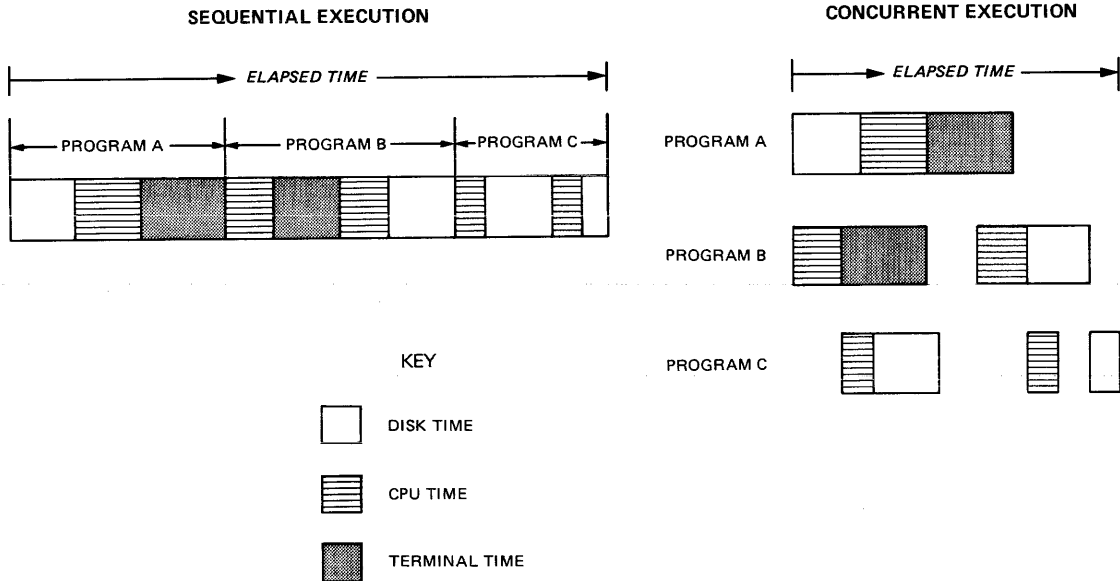 SEQUENTIAL EXECUTION
ELAPSED TIME
PROGRAM A
PROGRAM B
PROGRAM C
CONCURRENT EXECUTION
ELAPSED TIME
PROGRAM A
PROGRAM B
PROGRAM C
KEY
DISK TIME
CPU TIME
TERMINAL TIME